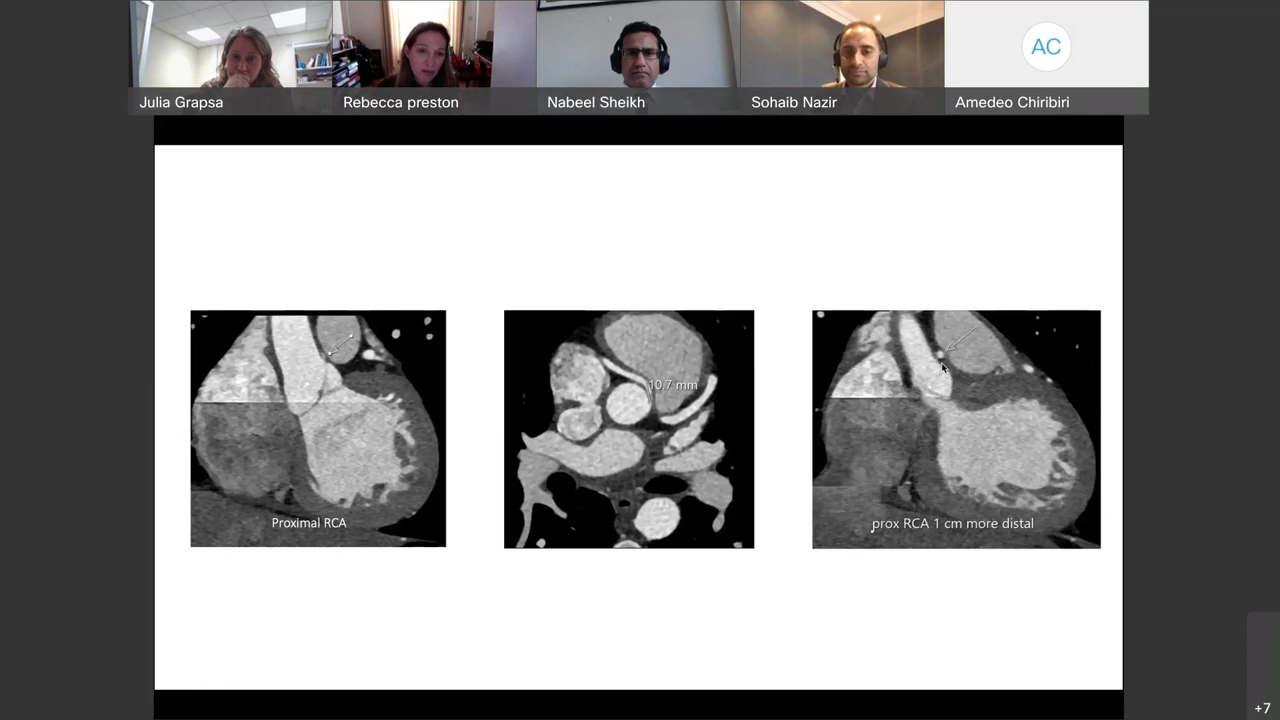 AC
Julia Grapsa
Rebecca preston
Nabeel Sheikh
Sohaib Nazir
Amedeo Chiribiri
10.7 mm
Proximal RCA
prox RCA 1 cm more distal
+7